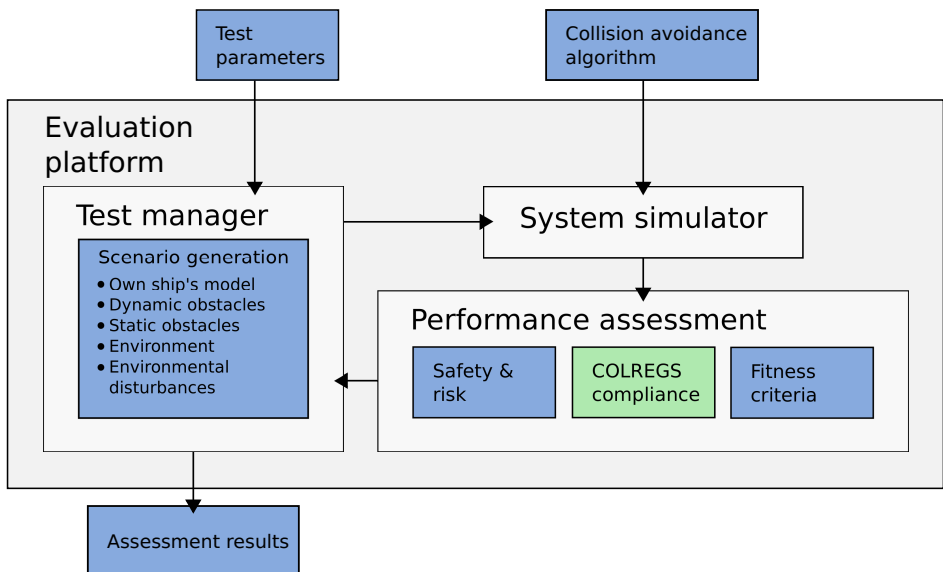 Test
parameters
Collision avoidance
algorithm
Evaluation
platform
Test manager
Scenario generation
• Own ship's model
• Dynamic obstacles
• Static obstacles
• Environment
• Environmental
disturbances
System simulator
Performance assessment
Safety &
risk
COLREGS
compliance
Fitness
criteria
Assessment results